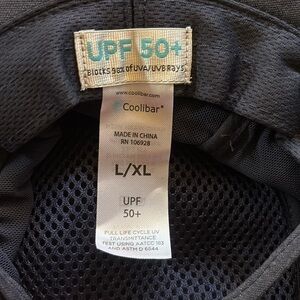 UPF 50+
Blocks 98% of UVA/UVB Rays
www.coolibar.com
Coolibar®
MADE IN CHINA
RN 106928
L/XL
UPF
50+
FULL LIFE CYCLE UV
TRANSMITTANCE
TEST USING AATCC 183
AND ASTM D 6544